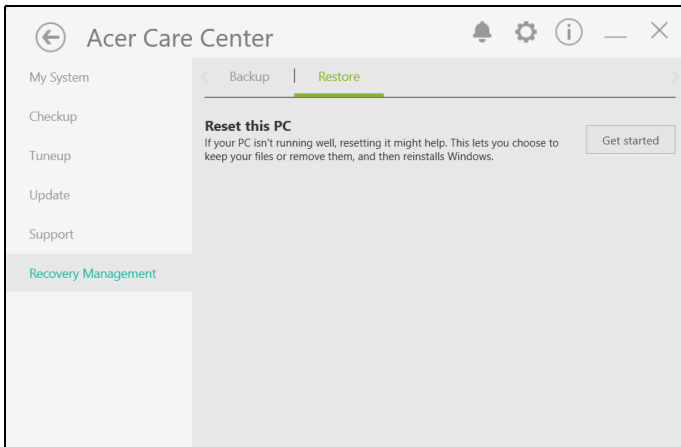 Acer Care Center
My System
Backup | Restore
Checkup
Reset this PC
If your PC isn't running well, resetting it might help. This lets you choose to
keep your files or remove them, and then reinstalls Windows.
Get started
Tuneup
Update
Support
Recovery Management